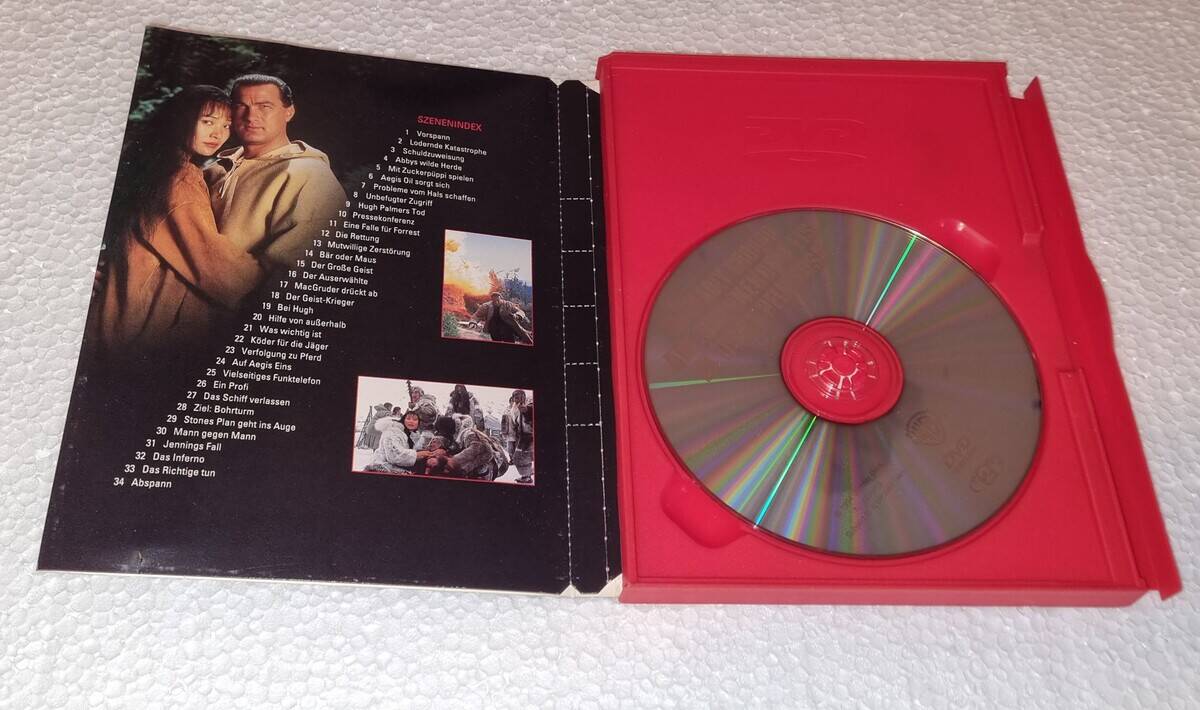 SZENENINDEX
1 Vorspann
2 Lodernde Katastrophe
3 Schuldzuweisung
4 Abbys wilde Herde
5 Mit Zuckerpüppi spielen
6 Aegis Oil sorgt sich
7 Probleme vom Hals schaffen
8 Unbefugter Zugriff
9 Hugh Palmers Tod
10 Pressekonferenz
11 Eine Falle für Forrest
12 Die Rettung
13 Mutwillige Zerstörung
14 Bär oder Maus
15 Der Große Geist
16 Der Auserwählte
17 MacGruder drückt ab
18 Der Geist-Krieger
19 Bei Hugh
20 Hilfe von außerhalb
21 Was wichtig ist
22 Köder für die Jäger
23 Verfolgung zu Pferd
24 Auf Aegis Eins
25 Vielseitiges Funktelefon
26 Ein Profi
27 Das Schiff verlassen
28 Ziel: Bohrturm
29 Stones Plan geht ins Auge
30 Mann gegen Mann
31 Jennings Fall
32 Das Inferno
33 Das Richtige tun
34 Abspann